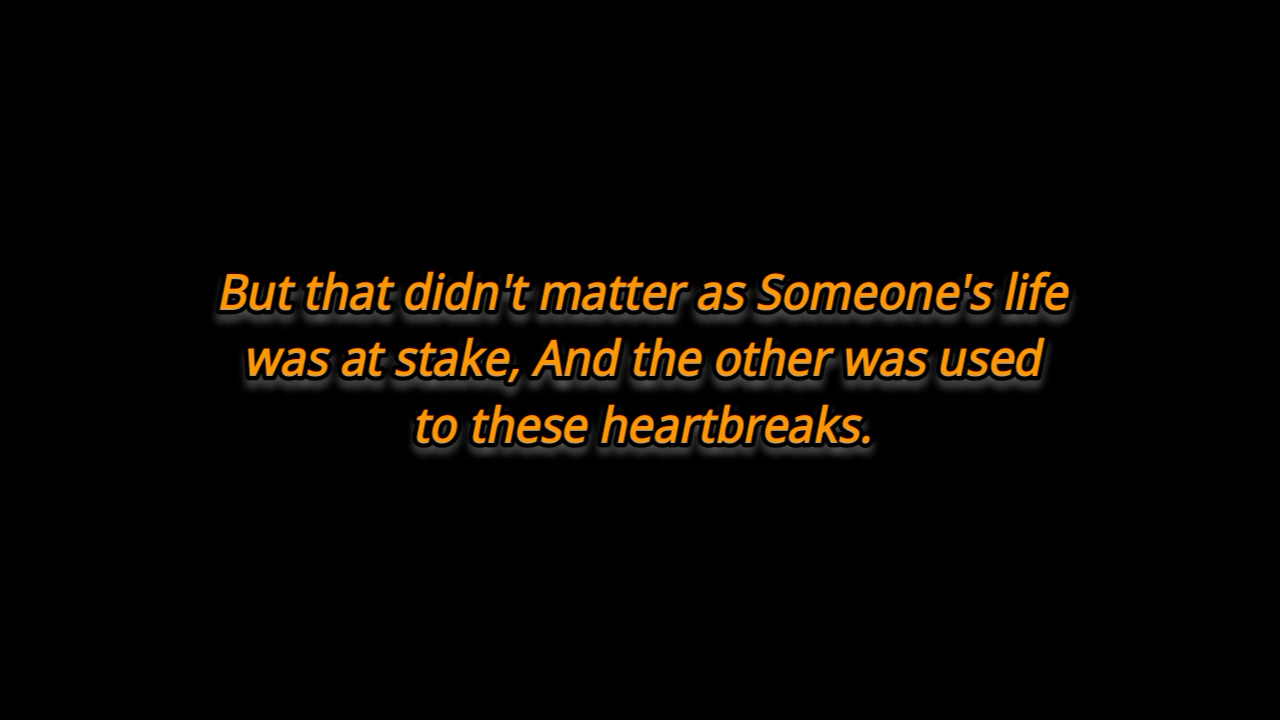 But that didn't matter as Someone's life
was at stake, And the other was used
to these heartbreaks.